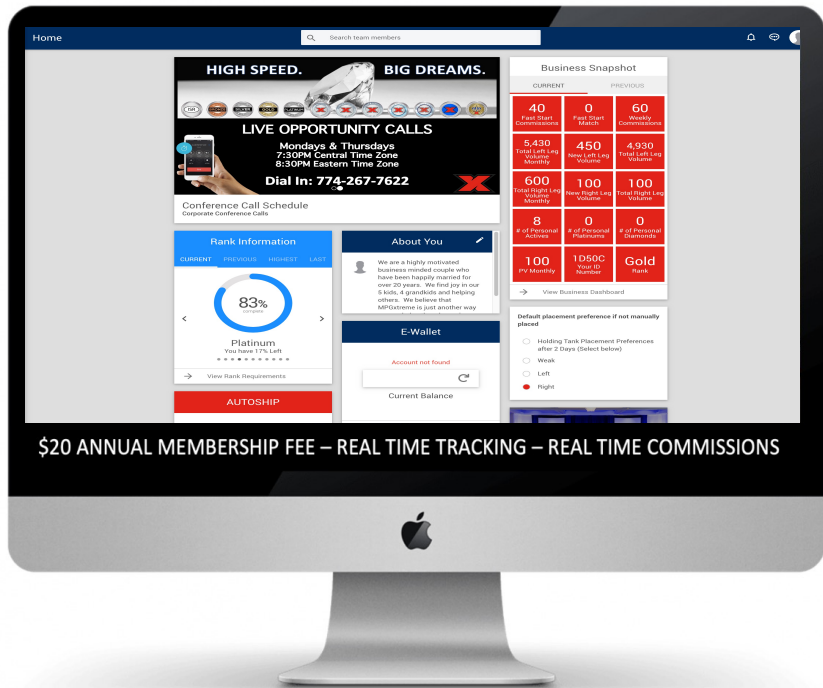 Home
Search team members
HIGH SPEED. BIG DREAMS.
GR BRONZE SILVER GOLD PLATINUM
LIVE OPPORTUNITY CALLS
Mondays & Thursdays
7:30PM Central Time Zone
8:30PM Eastern Time Zone
Dial In: 774-267-7622
Conference Call Schedule
Corporate Conference Calls
Rank Information
CURRENT PREVIOUS HIGHEST LAST
83%
complete
Platinum
You have 17% Left
View Rank Requirements
AUTOSHIP
About You
We are a highly motivated
business minded couple who
have been happily married for
over 20 years. We find joy in our
5 kids, 4 grandkids and helping
others. We believe that
MPGxtreme is just another way
E-Wallet
Account not found
Current Balance
Business Snapshot
CURRENT PREVIOUS
40 0 60
Fast Start Commissions Fast Start Match Weekly Commissions
5,430 450 4,930
Total Left Leg Volume Monthly New Left Leg Volume Total Left Leg Volume
600 100 100
Total Right Leg Volume Monthly New Right Leg Volume Total Right Leg Volume
8 0 0
# of Personal Actives # of Personal Platinums # of Personal Diamonds
100 1D50C Gold
PV Monthly Your ID Number Rank
View Business Dashboard
Default placement preference if not manually
placed
Holding Tank Placement Preferences
after 2 Days (Select below)
Weak
Left
Right
$20 ANNUAL MEMBERSHIP FEE – REAL TIME TRACKING – REAL TIME COMMISSIONS